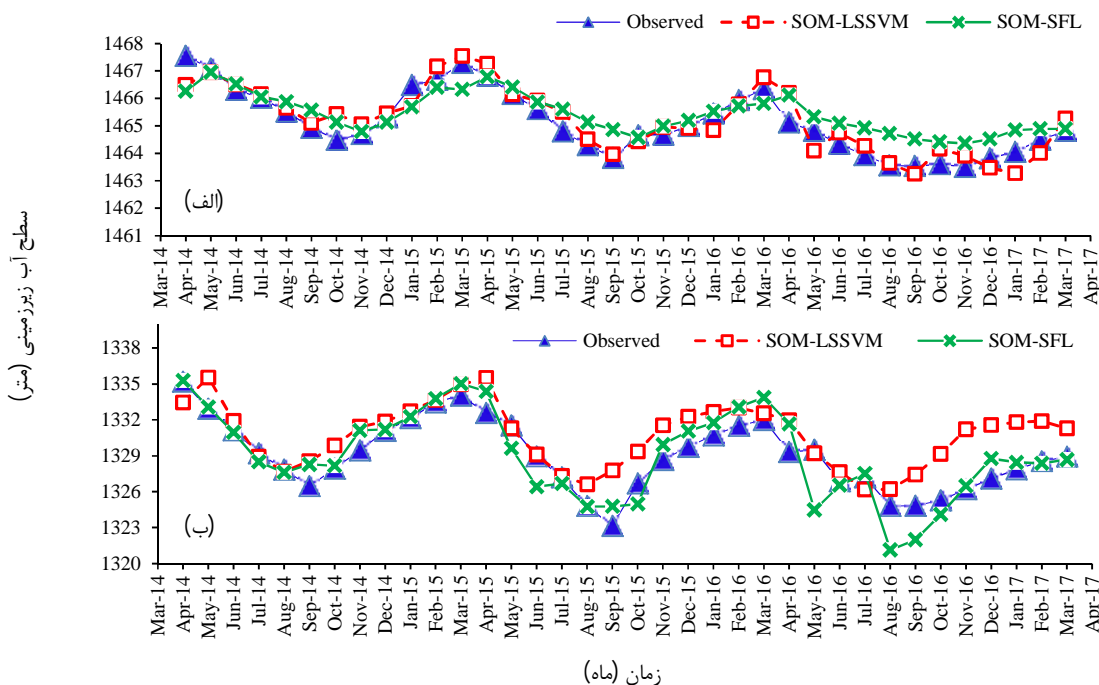 Observed SOM-LSSVM SOM-SFL
1468
1467
1466
1465
1464
1463
1462
1461
(الف)
Mar-14 Apr-14 May-14 Jun-14 Jul-14 Aug-14 Sep-14 Oct-14 Nov-14 Dec-14 Jan-15 Feb-15 Mar-15 Apr-15 May-15 Jun-15 Jul-15 Aug-15 Sep-15 Oct-15 Nov-15 Dec-15 Jan-16 Feb-16 Mar-16 Apr-16 May-16 Jun-16 Jul-16 Aug-16 Sep-16 Oct-16 Nov-16 Dec-16 Jan-17 Feb-17 Mar-17 Apr-17
سطح آب زیرزمینی (متر)
Observed SOM-LSSVM SOM-SFL
1338
1335
1332
1329
1326
1323
1320
(ب)
Mar-14 Apr-14 May-14 Jun-14 Jul-14 Aug-14 Sep-14 Oct-14 Nov-14 Dec-14 Jan-15 Feb-15 Mar-15 Apr-15 May-15 Jun-15 Jul-15 Aug-15 Sep-15 Oct-15 Nov-15 Dec-15 Jan-16 Feb-16 Mar-16 Apr-16 May-16 Jun-16 Jul-16 Aug-16 Sep-16 Oct-16 Nov-16 Dec-16 Jan-17 Feb-17 Mar-17 Apr-17
زمان (ماه)